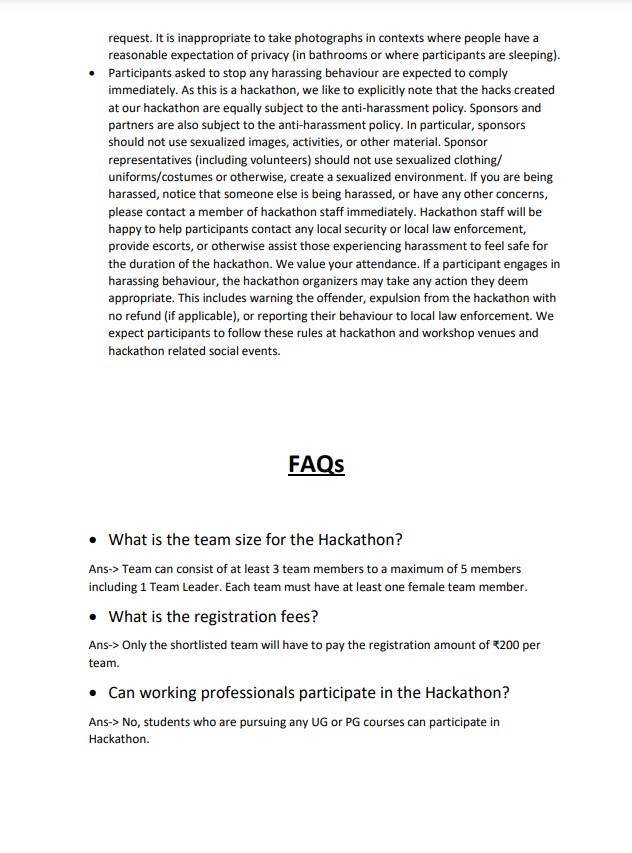 request. It is inappropriate to take photographs in contexts where people have a
reasonable expectation of privacy (in bathrooms or where participants are sleeping).
• Participants asked to stop any harassing behaviour are expected to comply
immediately. As this is a hackathon, we like to explicitly note that the hacks created
at our hackathon are equally subject to the anti-harassment policy. Sponsors and
partners are also subject to the anti-harassment policy. In particular, sponsors
should not use sexualized images, activities, or other material. Sponsor
representatives (including volunteers) should not use sexualized clothing/
uniforms/costumes or otherwise, create a sexualized environment. If you are being
harassed, notice that someone else is being harassed, or have any other concerns,
please contact a member of hackathon staff immediately. Hackathon staff will be
happy to help participants contact any local security or local law enforcement,
provide escorts, or otherwise assist those experiencing harassment to feel safe for
the duration of the hackathon. We value your attendance. If a participant engages in
harassing behaviour, the hackathon organizers may take any action they deem
appropriate. This includes warning the offender, expulsion from the hackathon with
no refund (if applicable), or reporting their behaviour to local law enforcement. We
expect participants to follow these rules at hackathon and workshop venues and
hackathon related social events.
FAQs
• What is the team size for the Hackathon?
Ans-> Team can consist of at least 3 team members to a maximum of 5 members
including 1 Team Leader. Each team must have at least one female team member.
• What is the registration fees?
Ans-> Only the shortlisted team will have to pay the registration amount of ₹200 per
team.
• Can working professionals participate in the Hackathon?
Ans-> No, students who are pursuing any UG or PG courses can participate in
Hackathon.